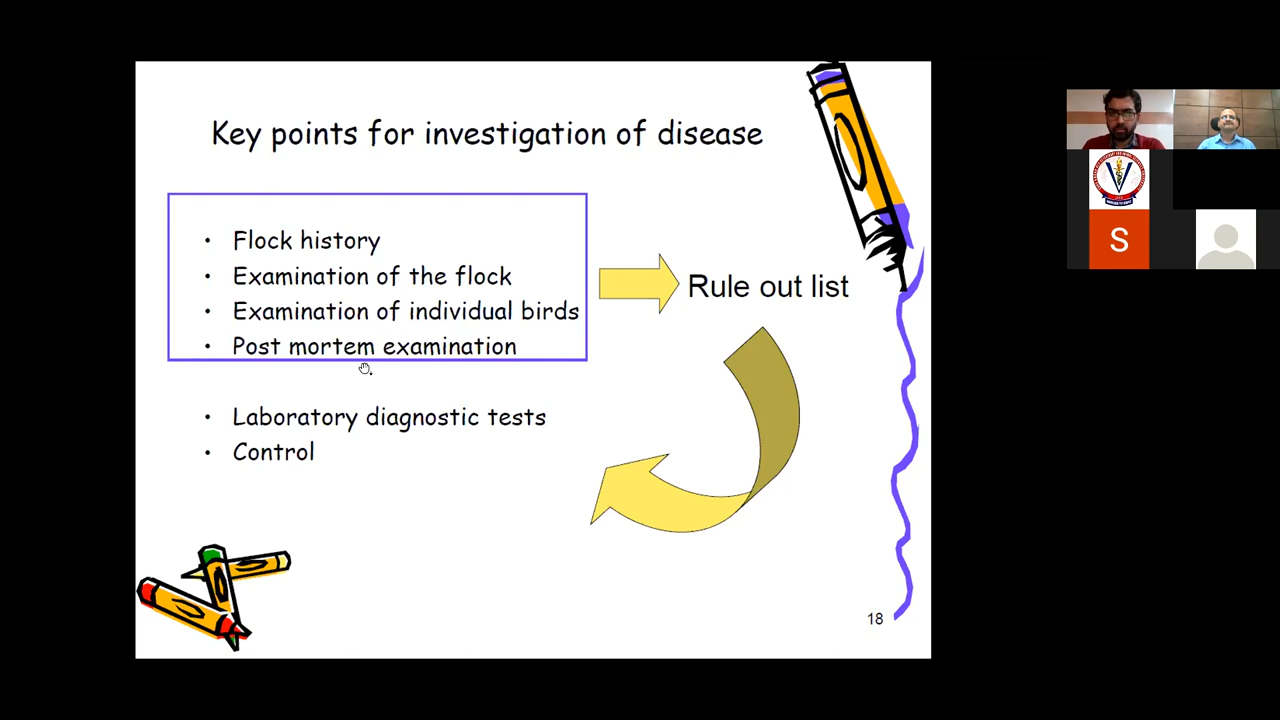 Key points for investigation of disease
• Flock history
• Examination of the flock
• Examination of individual birds
• Post mortem examination
Rule out list
• Laboratory diagnostic tests
• Control
18
V
S